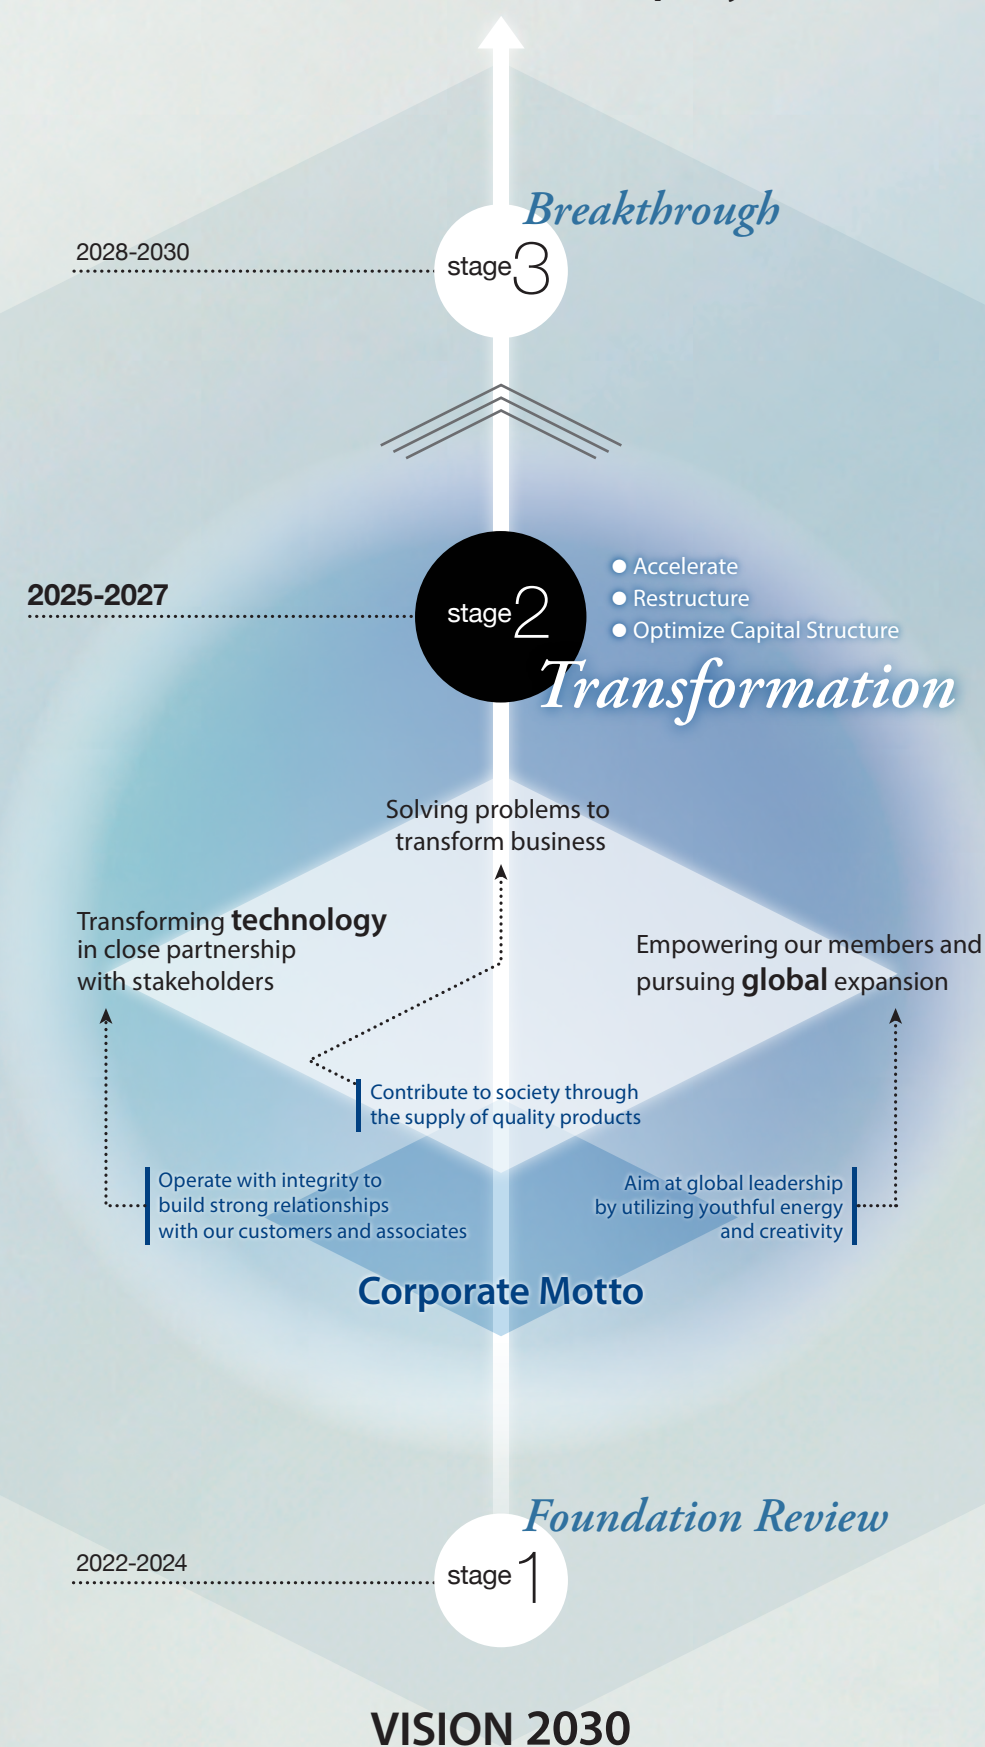 Breakthrough
2028-2030
stage 3
2025-2027
stage 2
Accelerate
Restructure
Optimize Capital Structure
Transformation
Solving problems to
transform business
Transforming technology
in close partnership
with stakeholders
Empowering our members and
pursuing global expansion
Contribute to society through
the supply of quality products
Operate with integrity to
build strong relationships
with our customers and associates
Aim at global leadership
by utilizing youthful energy
and creativity
Corporate Motto
Foundation Review
2022-2024
stage 1
VISION 2030